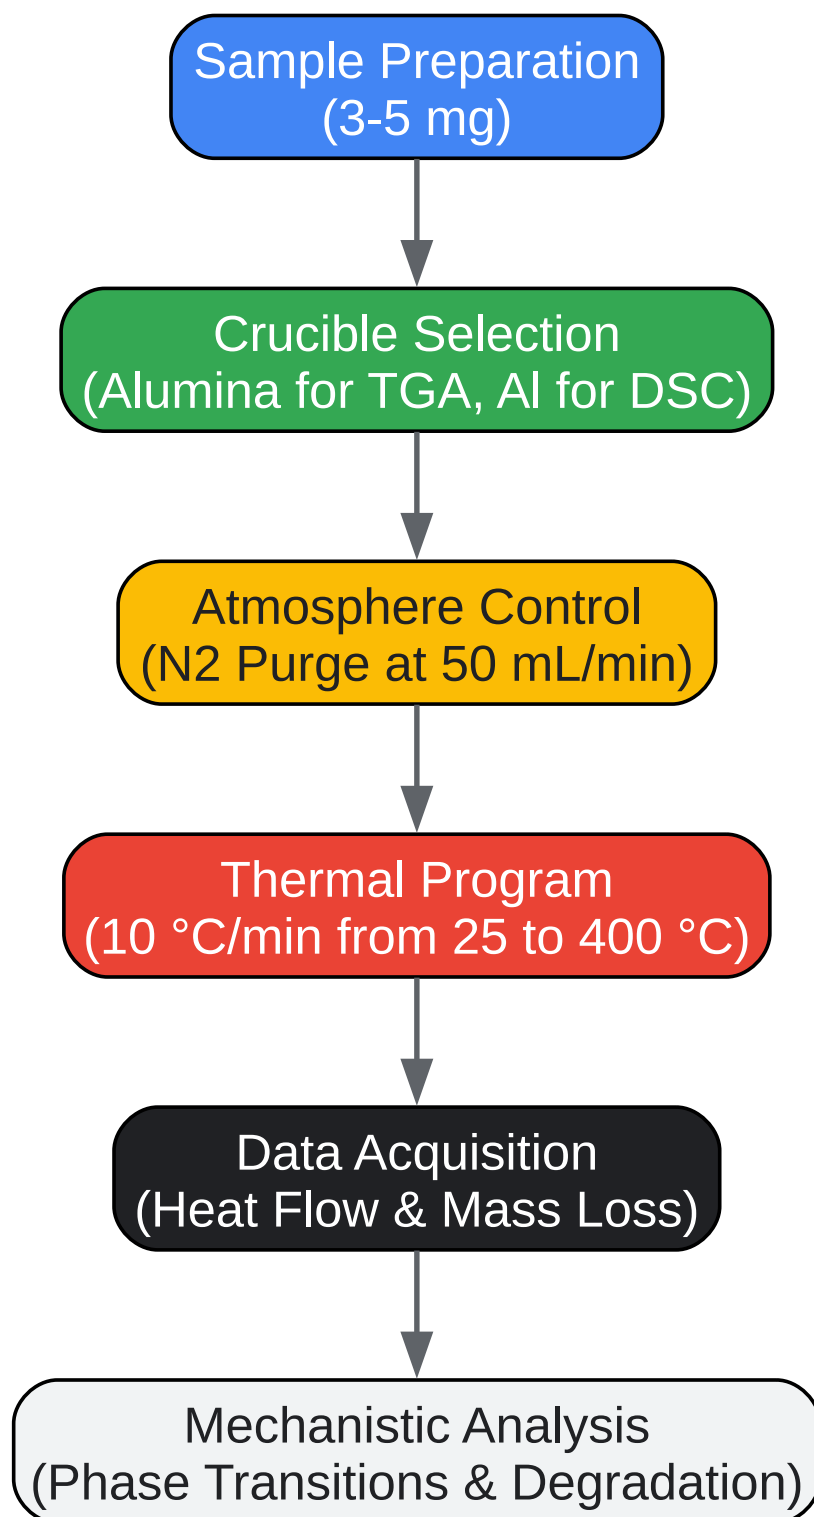 Sample Preparation
(3-5 mg)
Crucible Selection
(Alumina for TGA, Al for DSC)
Atmosphere Control
(N2 Purge at 50 mL/min)
Thermal Program
(10 °C/min from 25 to 400 °C)
Data Acquisition
(Heat Flow & Mass Loss)
Mechanistic Analysis
(Phase Transitions & Degradation)